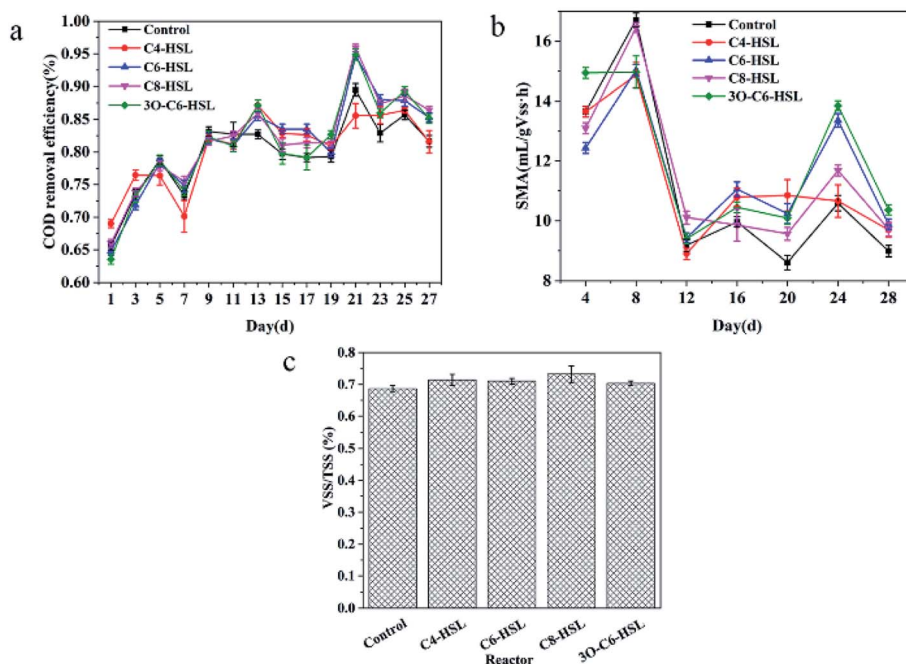 a
COD removal efficiency(%)
1.00
0.95
0.90
0.85
0.80
0.75
0.70
0.65
0.60
Control
C4-HSL
C6-HSL
C8-HSL
3O-C6-HSL
1 3 5 7 9 11 13 15 17 19 21 23 25 27
Day(d)
b
SMA(mL/gVss·h)
16
14
12
10
8
Control
C4-HSL
C6-HSL
C8-HSL
3O-C6-HSL
4 8 12 16 20 24 28
Day(d)
c
VSS/TSS (%)
0.8
0.7
0.6
0.5
0.4
0.3
0.2
0.1
0.0
Control C4-HSL C6-HSL C8-HSL 3O-C6-HSL
Reactor